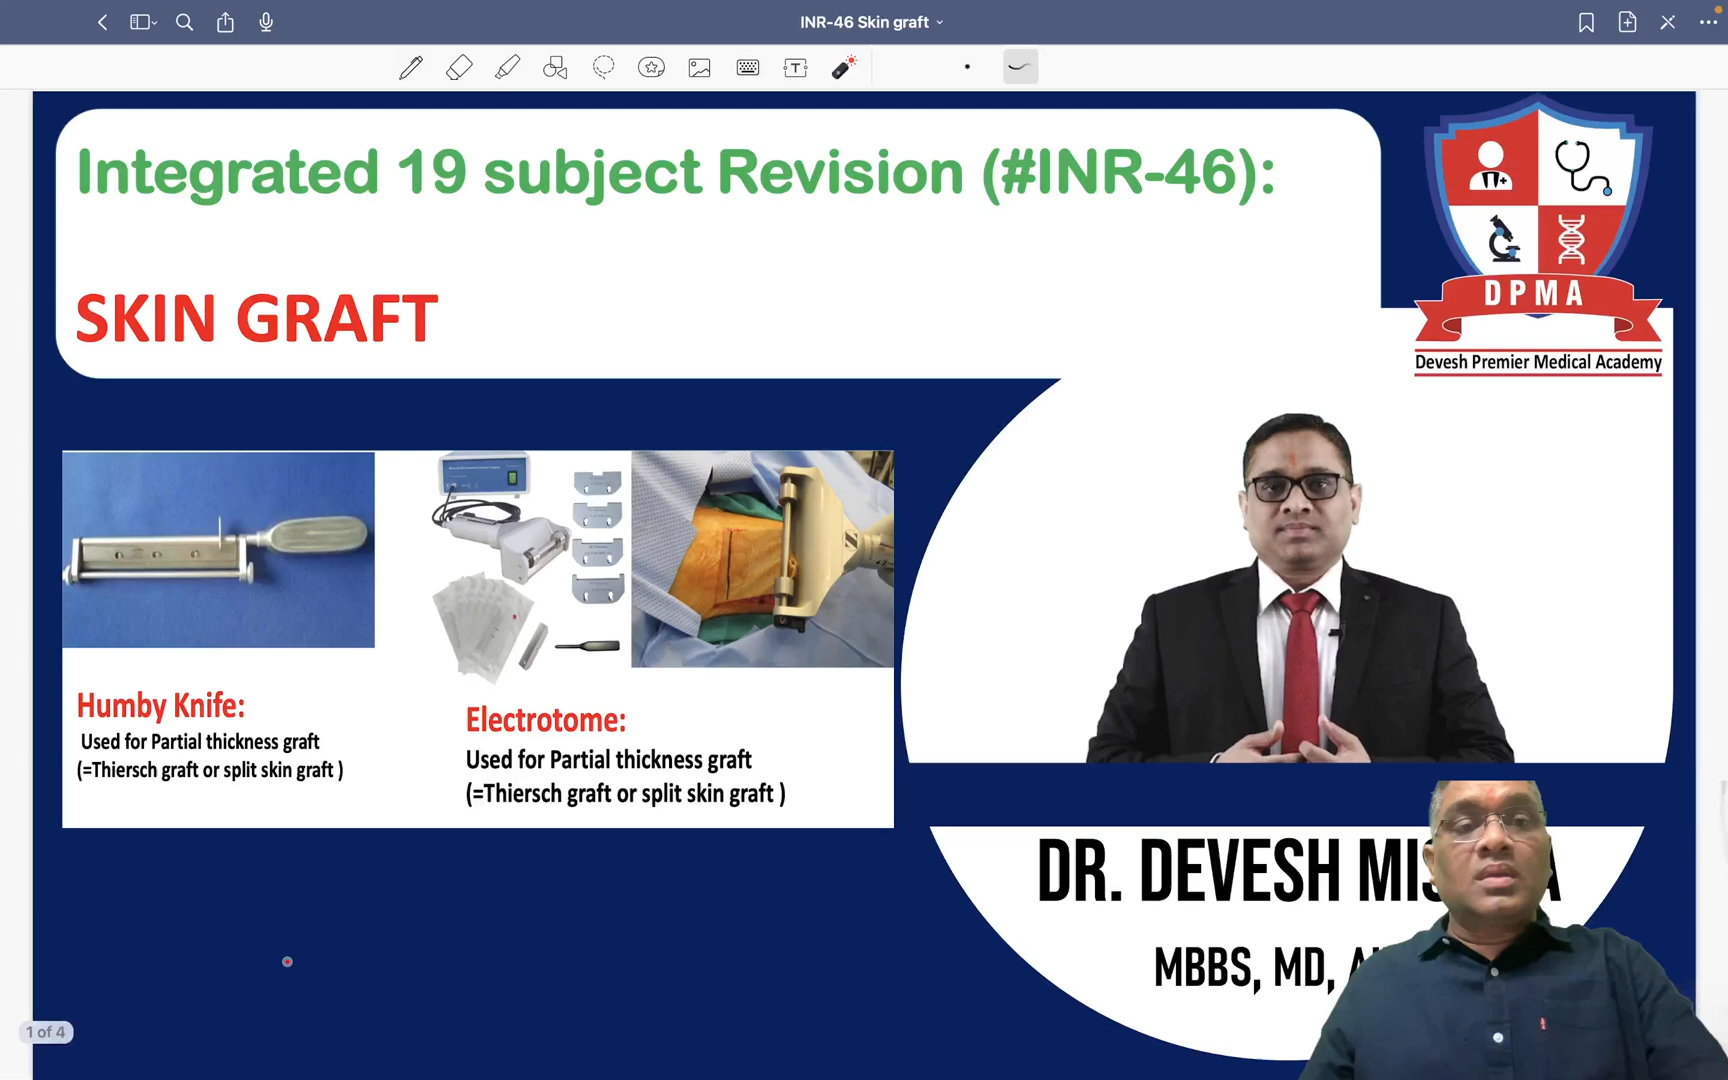 INR-46 Skin graft
Integrated 19 subject Revision (#INR-46):
SKIN GRAFT
DPMA
Devesh Premier Medical Academy
Humby Knife:
Used for Partial thickness graft
(=Thiersch graft or split skin graft )
Electrotome:
Used for Partial thickness graft
(=Thiersch graft or split skin graft )
DR. DEVESH
MBBS, MD,
1 of 4